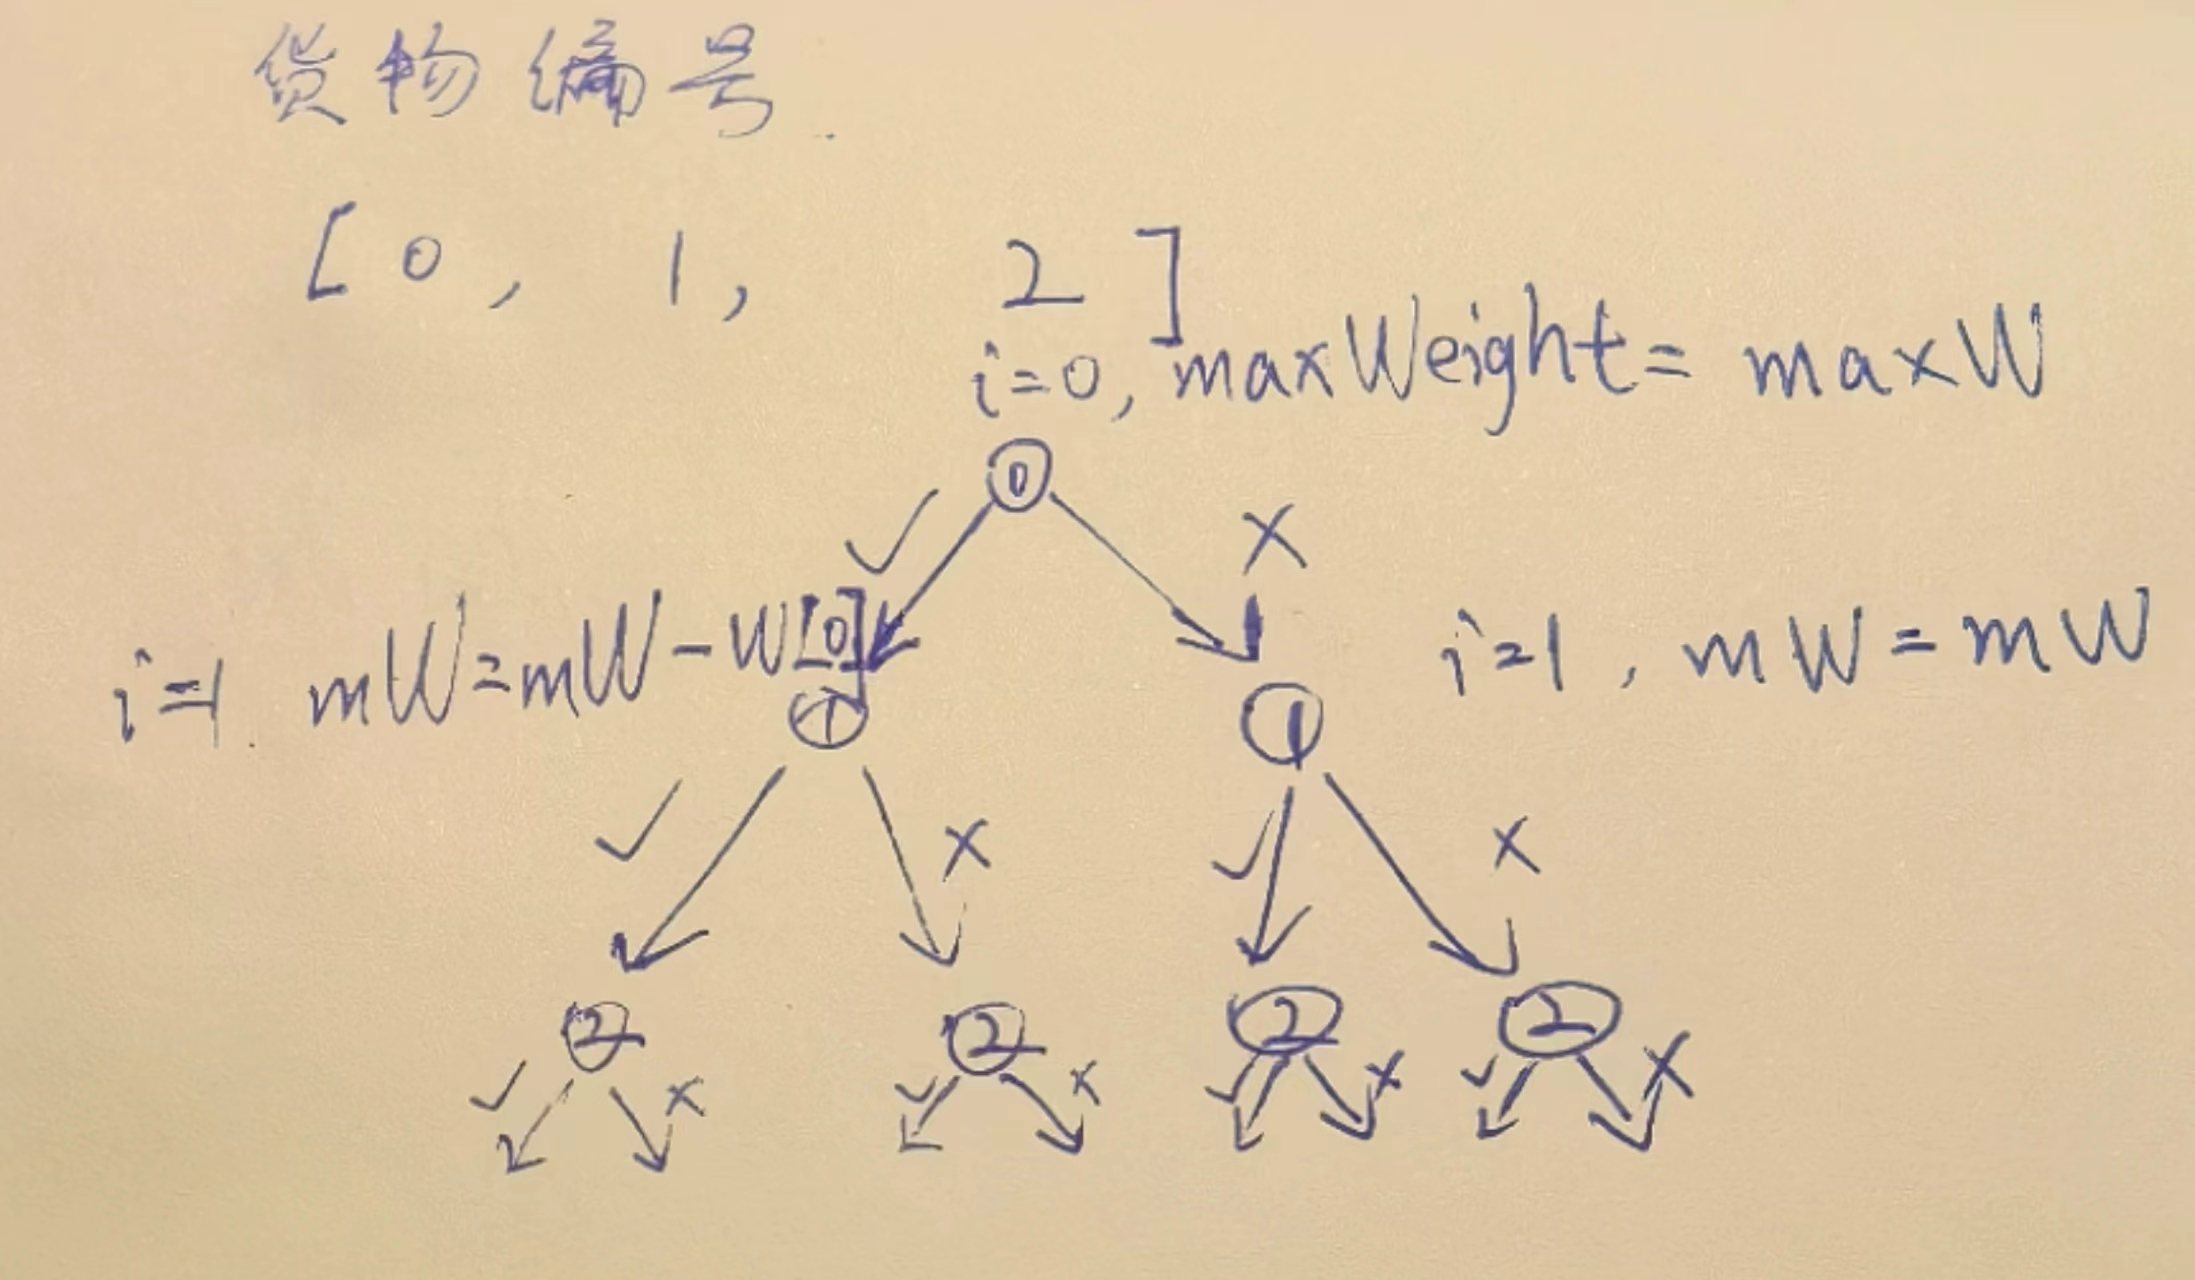 货物编号.
[0, 1, 2]
i=0, maxWeight= maxW
0
✓ X
i=1 mW=mW-W[0] i=1, mW=mW
1 1
✓ X ✓ X
2 2 2 2
✓ X ✓ X ✓ X ✓ X